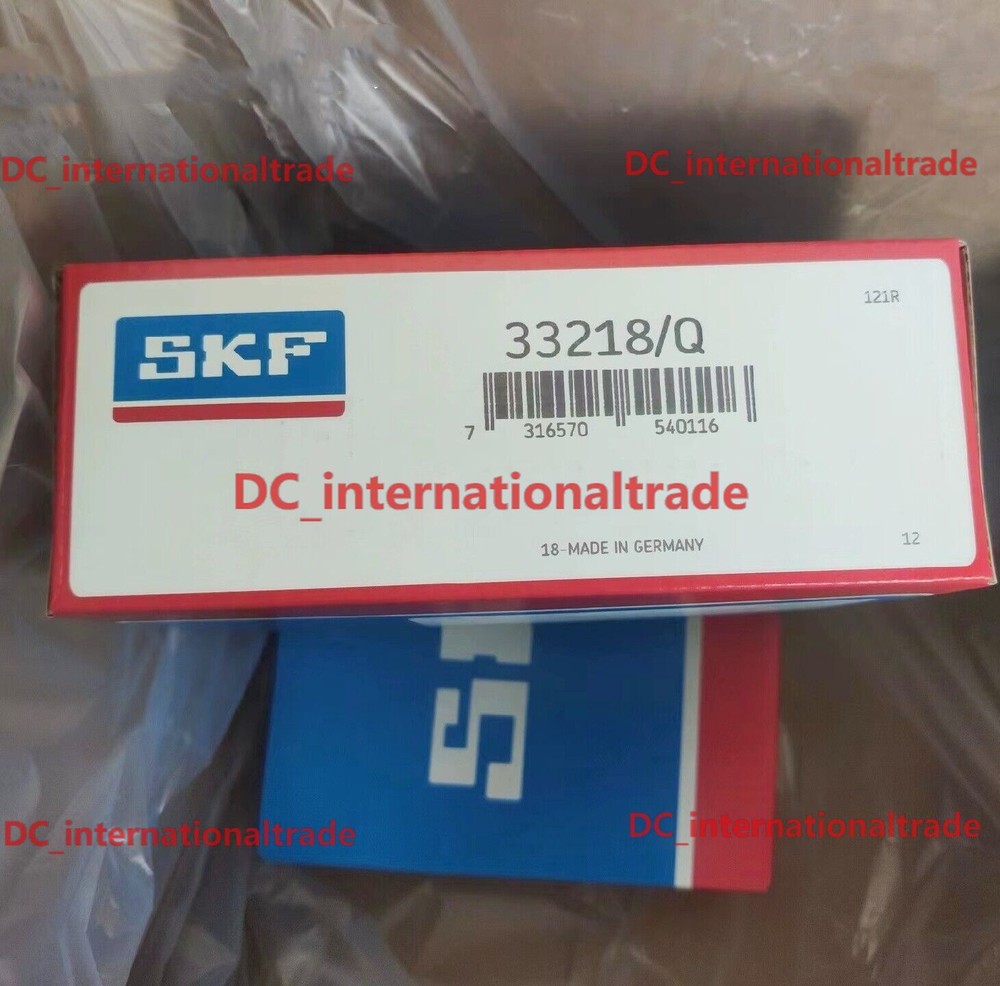 DC_internationaltrade
DC_internationaltrade
121R
SKF
33218/Q
7 316570 540116
DC_internationaltrade
18-MADE IN GERMANY
12
DC_internationaltrade
DC_internationaltrade